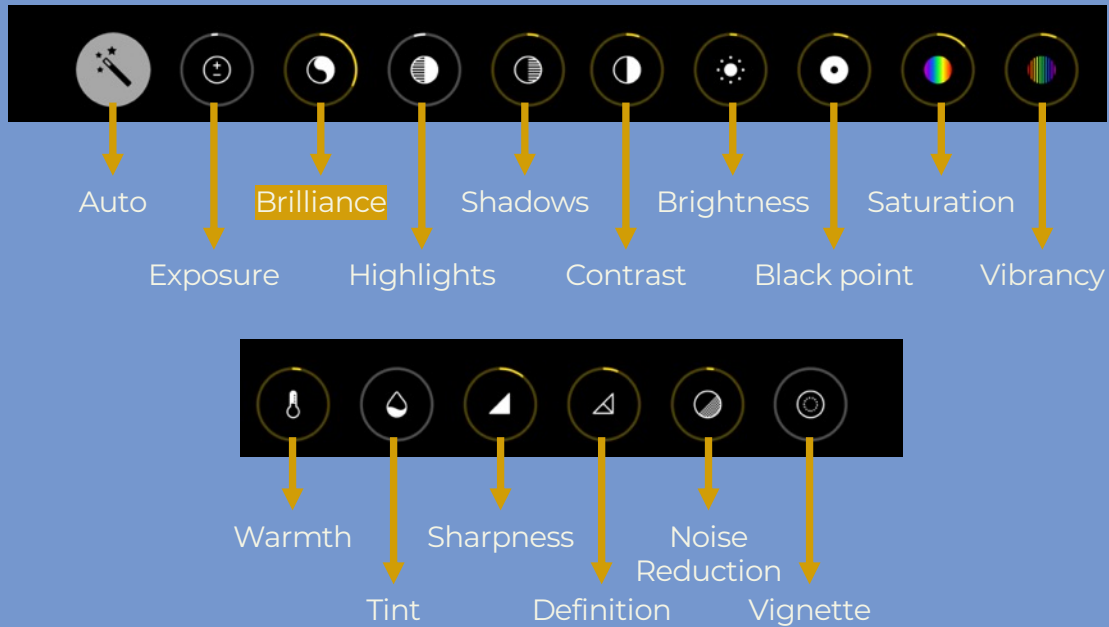 Auto
Brilliance
Shadows
Brightness
Saturation
Exposure
Highlights
Contrast
Black point
Vibrancy
Warmth
Sharpness
Noise
Reduction
Tint
Definition
Vignette